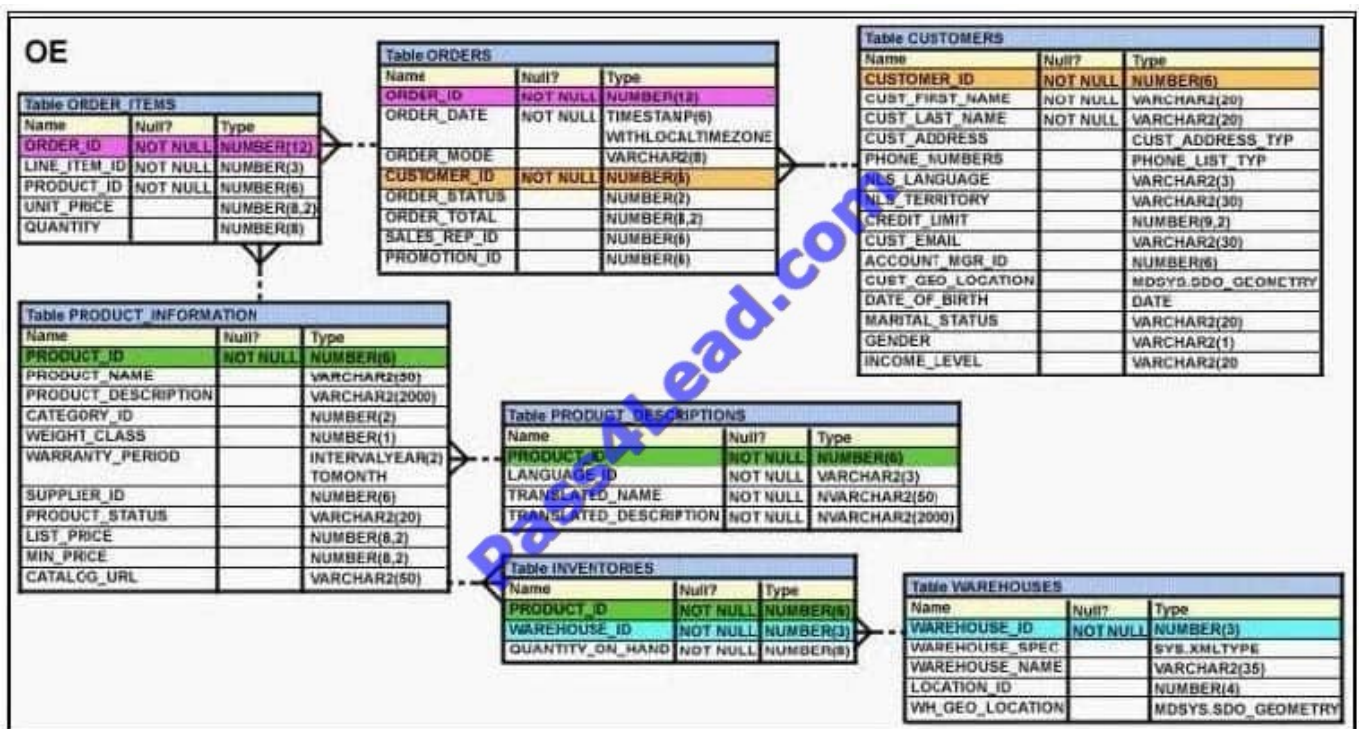 OE
Table ORDER_ITEMS
Name Null? Type
ORDER_ID NOT NULL NUMBER(12)
LINE_ITEM_ID NOT NULL NUMBER(3)
PRODUCT_ID NOT NULL NUMBER(6)
UNIT_PRICE NUMBER(8,2)
QUANTITY NUMBER(8)
Table ORDERS
Name Null? Type
ORDER_ID NOT NULL NUMBER(12)
ORDER_DATE NOT NULL TIMESTANP(6)
WITHLOCALTIMEZONE
ORDER_MODE VARCHAR2(8)
CUSTOMER_ID NOT NULL NUMBER(6)
ORDER_STATUS NUMBER(2)
ORDER_TOTAL NUMBER(8,2)
SALES_REP_ID NUMBER(6)
PROMOTION_ID NUMBER(6)
Table CUSTOMERS
Name Null? Type
CUSTOMER_ID NOT NULL NUMBER(6)
CUST_FIRST_NAME NOT NULL VARCHAR2(20)
CUST_LAST_NAME NOT NULL VARCHAR2(20)
CUST_ADDRESS CUST_ADDRESS_TYP
PHONE_NUMBERS PHONE_LIST_TYP
NLS_LANGUAGE VARCHAR2(3)
NLS_TERRITORY VARCHAR2(30)
CREDIT_LIMIT NUMBER(9,2)
CUST_EMAIL VARCHAR2(30)
ACCOUNT_MGR_ID NUMBER(6)
CUST_GEO_LOCATION MDSYS.SDO_GEOMETRY
DATE_OF_BIRTH DATE
MARITAL_STATUS VARCHAR2(20)
GENDER VARCHAR2(1)
INCOME_LEVEL VARCHAR2(20
Table PRODUCT_INFORMATION
Name Null? Type
PRODUCT_ID NOT NULL NUMBER(6)
PRODUCT_NAME VARCHAR2(50)
PRODUCT_DESCRIPTION VARCHAR2(2000)
CATEGORY_ID NUMBER(2)
WEIGHT_CLASS NUMBER(1)
WARRANTY_PERIOD INTERVALYEAR(2)
TOMONTH
SUPPLIER_ID NUMBER(6)
PRODUCT_STATUS VARCHAR2(20)
LIST_PRICE NUMBER(8,2)
MIN_PRICE NUMBER(8,2)
CATALOG_URL VARCHAR2(50)
Table PRODUCT_DESCRIPTIONS
Name Null? Type
PRODUCT_ID NOT NULL NUMBER(6)
LANGUAGE_ID NOT NULL VARCHAR2(3)
TRANSLATED_NAME NOT NULL NVARCHAR2(50)
TRANSLATED_DESCRIPTION NOT NULL NVARCHAR2(2000)
Table INVENTORIES
Name Null? Type
PRODUCT_ID NOT NULL NUMBER(6)
WAREHOUSE_ID NOT NULL NUMBER(3)
QUANTITY_ON_HAND NOT NULL NUMBER(8)
Table WAREHOUSES
Name Null? Type
WAREHOUSE_ID NOT NULL NUMBER(3)
WAREHOUSE_SPEC SYS.XMLTYPE
WAREHOUSE_NAME VARCHAR2(35)
LOCATION_ID NUMBER(4)
WH_GEO_LOCATION MDSYS.SDO_GEOMETRY
Pass4Lead.com